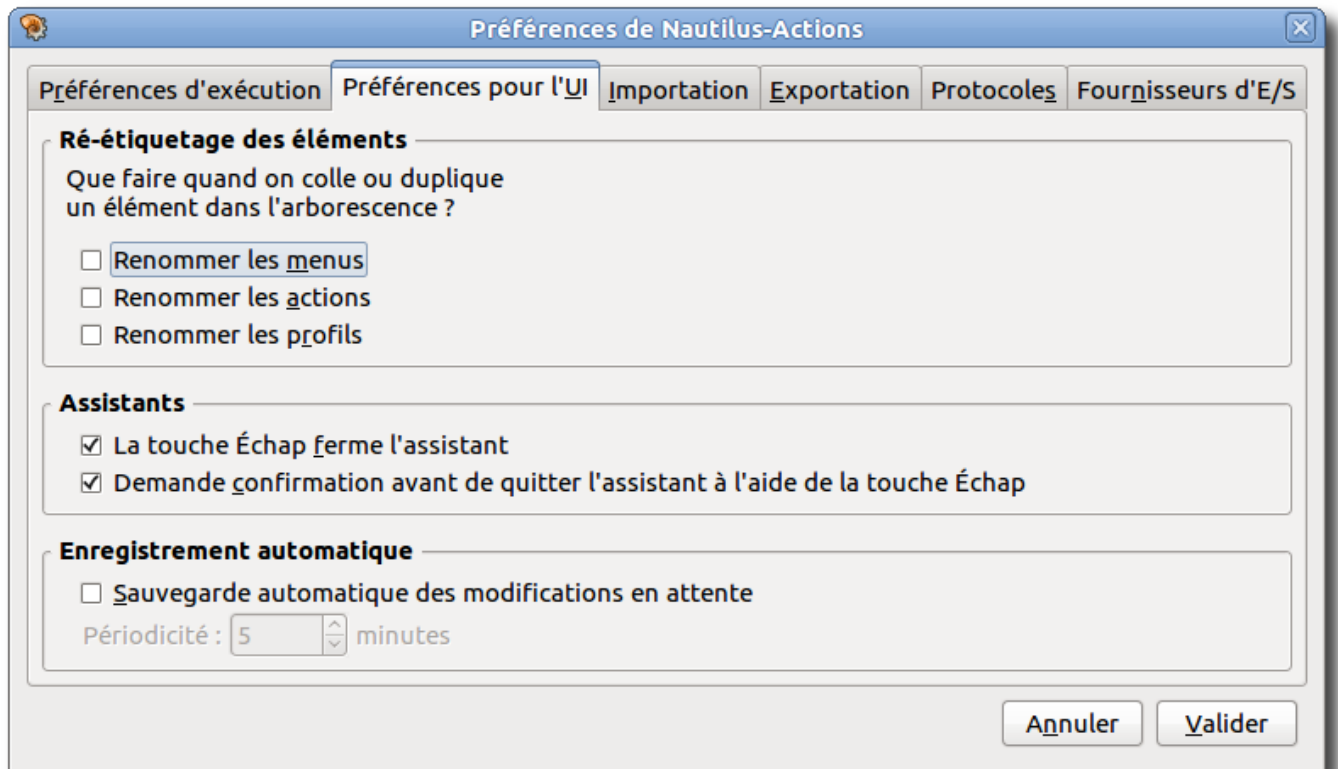 Préférences de Nautilus-Actions
Préférences d'exécution Préférences pour l'UI Importation Exportation Protocoles Fournisseurs d'E/S
Ré-étiquetage des éléments
Que faire quand on colle ou duplique
un élément dans l'arborescence ?
Renommer les menus
Renommer les actions
Renommer les profils
Assistants
La touche Échap ferme l'assistant
Demande confirmation avant de quitter l'assistant à l'aide de la touche Échap
Enregistrement automatique
Sauvegarde automatique des modifications en attente
Périodicité : 5 minutes
Annuler Valider